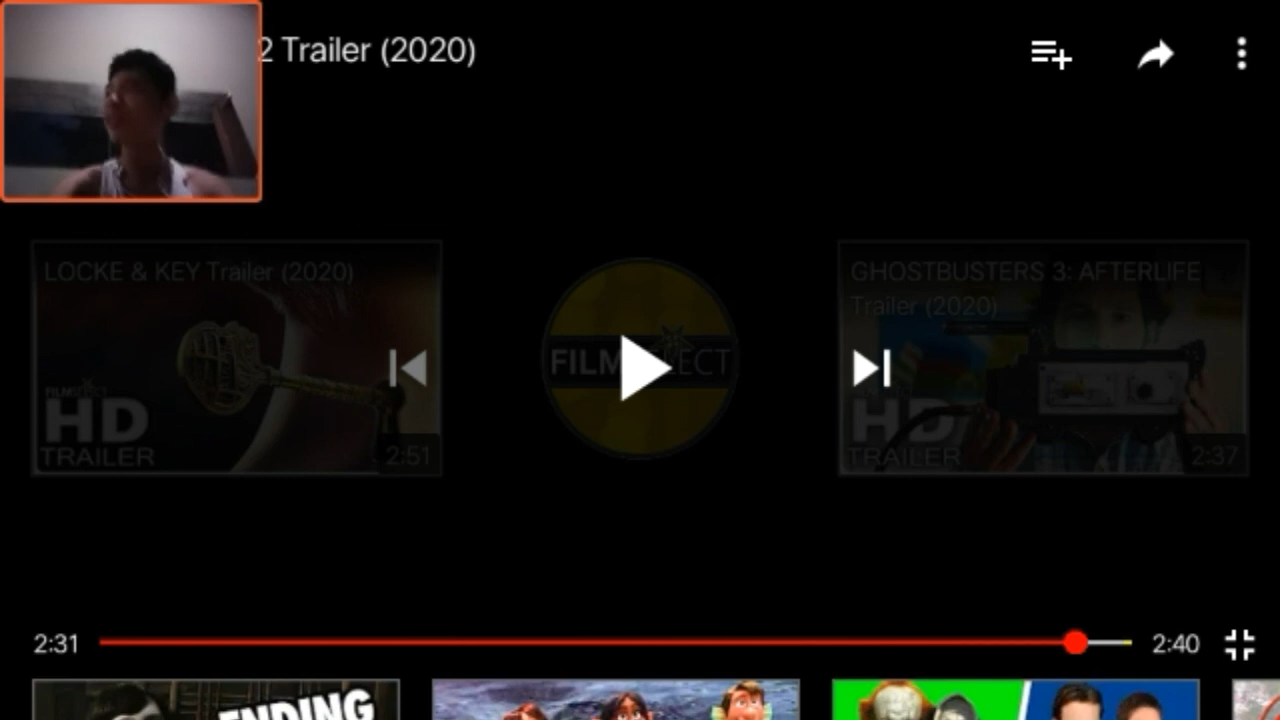 2 Trailer (2020)
LOCKE & KEY Trailer (2020)
HD
TRAILER
2:51
GHOSTBUSTERS 3: AFTERLIFE
Trailer (2020)
HD
TRAILER
2:37
2:31
2:40
ENDING